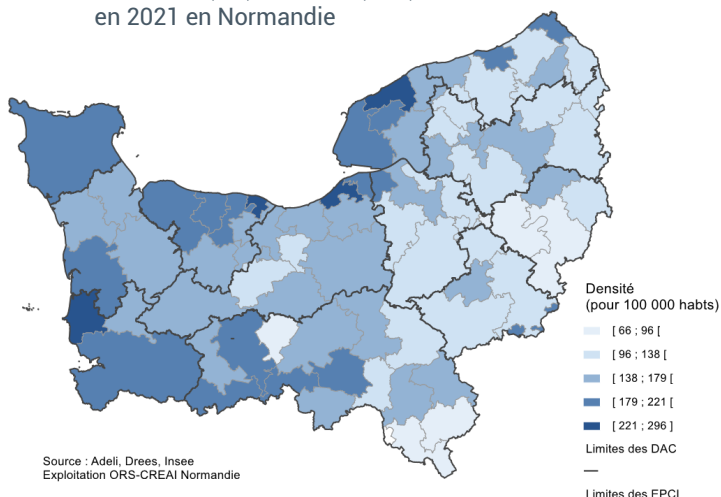 en 2021 en Normandie
Densité
(pour 100 000 habts)
[ 66 ; 96 [
[ 96 ; 138 [
[ 138 ; 179 [
[ 179 ; 221 [
[ 221 ; 296 ]
Limites des DAC
Limites des EPCI
Source : Adeli, Drees, Insee
Exploitation ORS-CREAI Normandie